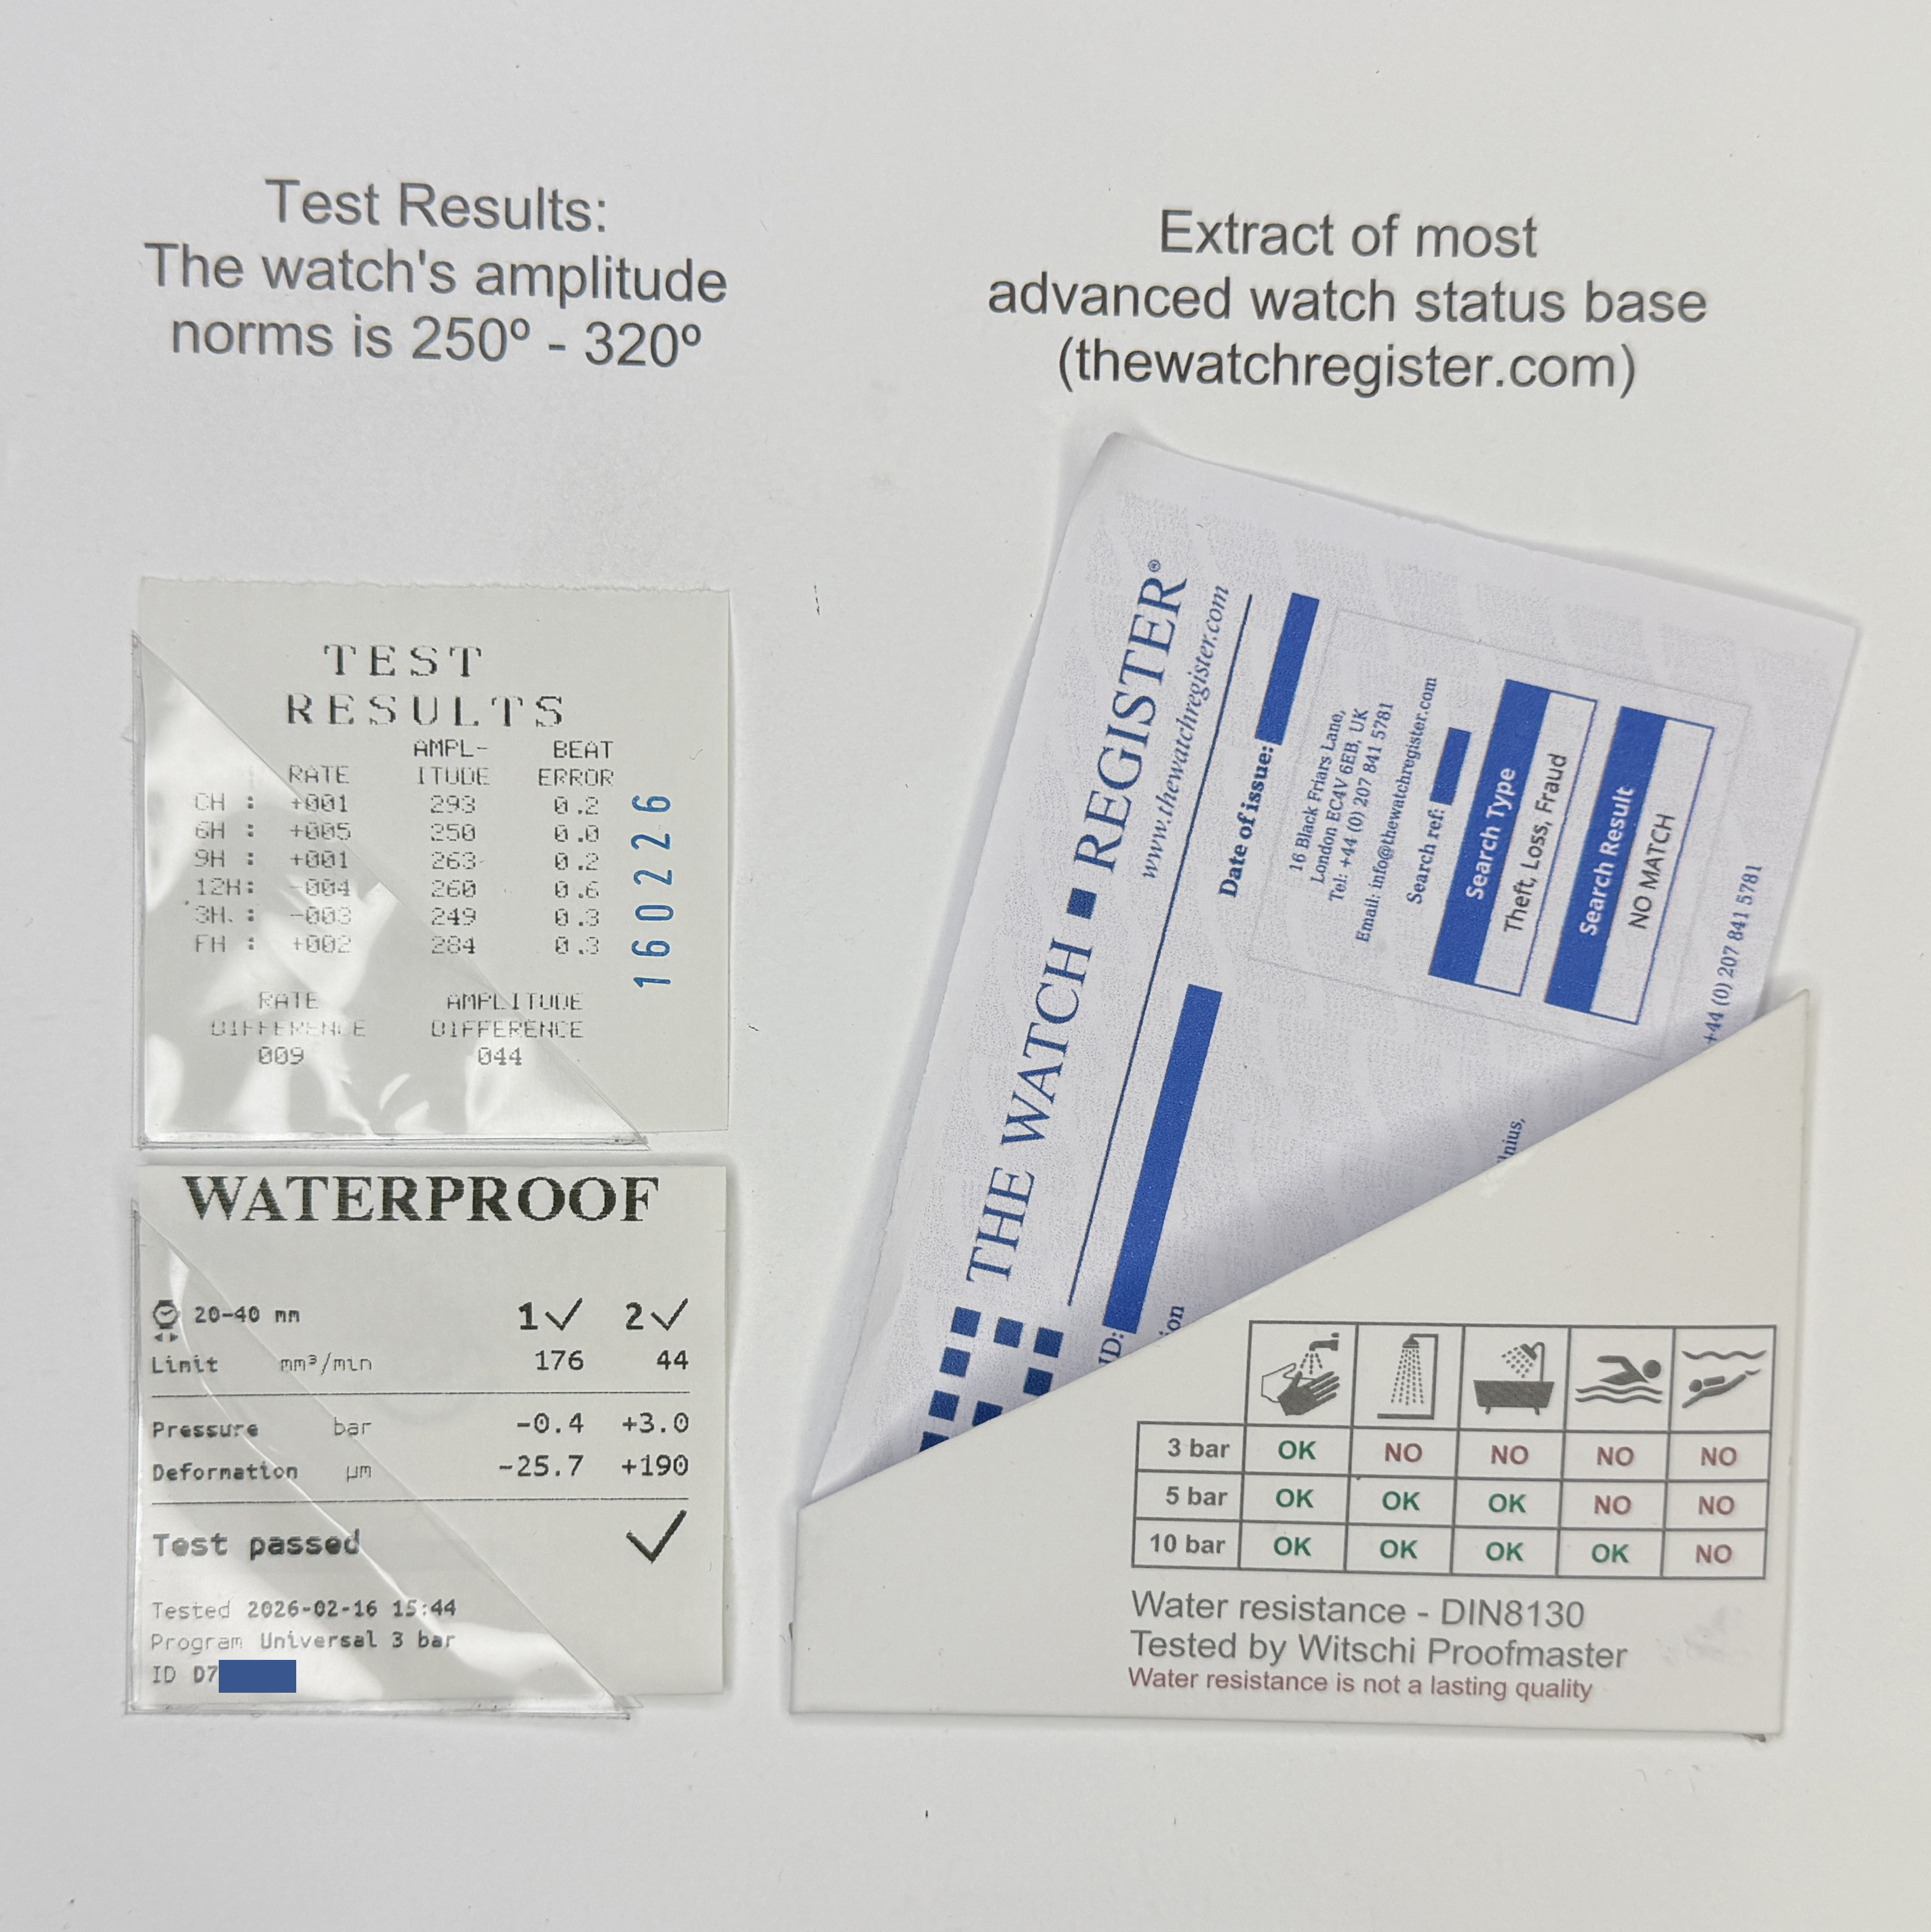 Test Results:
The watch's amplitude
norms is 250º - 320º
TEST
RESULTS
AMPL- BEAT
RATE ITUDE ERROR
CH : +001 293 0.2
6H : +005 250 0.0
9H : +001 263 0.2
12H: -004 260 0.6
3H. : -003 249 0.3
FH : +002 284 0.3
RATE AMPLITUDE
DIFFERENCE DIFFERENCE
009 044
160226
WATERPROOF
20-40 mm 1✓ 2✓
Limit mm³/min 176 44
Pressure bar -0.4 +3.0
Deformation µm -25.7 +190
Test passed ✓
Tested 2026-02-16 15:44
Program Universal 3 bar
ID D7
Extract of most
advanced watch status base
(thewatchregister.com)
THE WATCH REGISTER®
www.thewatchregister.com
ID:
Date of issue:
16 Black Friars Lane,
London EC4V 6EB, UK
Tel: +44 (0) 207 841 5781
Email: info@thewatchregister.com
Search ref:
Search Type
Theft, Loss, Fraud
Search Result
NO MATCH
+44 (0) 207 841 5781
3 bar OK NO NO NO NO
5 bar OK OK OK NO NO
10 bar OK OK OK OK NO
Water resistance - DIN8130
Tested by Witschi Proofmaster
Water resistance is not a lasting quality